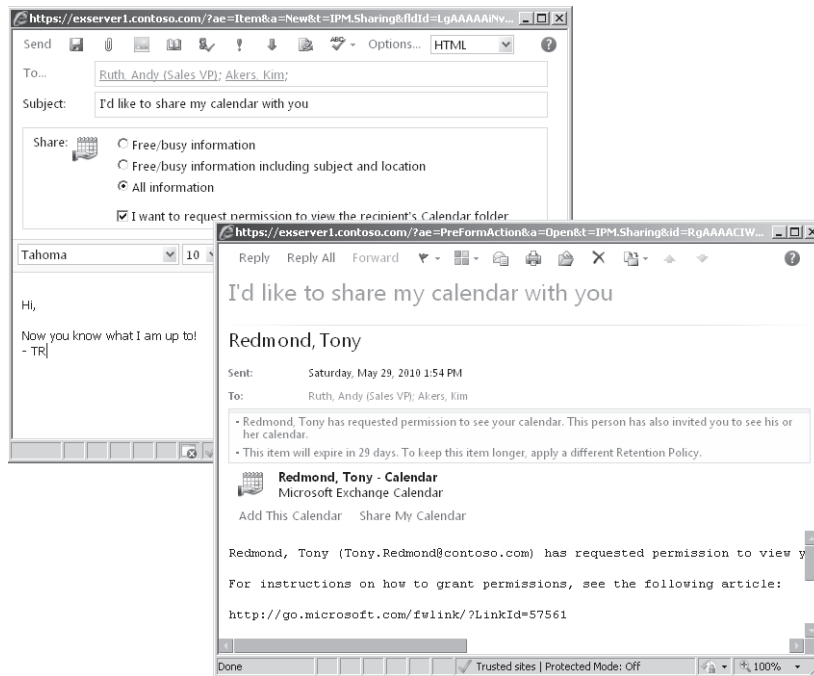 https://exserver1.contoso.com/?ae=Item&a=New&t=IPM.Sharing&fldId=LgAAAAAiNv...
Send Options... HTML
To... Ruth, Andy (Sales VP); Akers, Kim;
Subject: I'd like to share my calendar with you
Share: Free/busy information
Free/busy information including subject and location
All information
I want to request permission to view the recipient's Calendar folder
Tahoma 10
Hi,
Now you know what I am up to!
- TR
https://exserver1.contoso.com/?ae=PreFormAction&a=Open&t=IPM.Sharing&id=RgAAAACIW...
Reply Reply All Forward
I'd like to share my calendar with you
Redmond, Tony
Sent: Saturday, May 29, 2010 1:54 PM
To: Ruth, Andy (Sales VP); Akers, Kim
- Redmond, Tony has requested permission to see your calendar. This person has also invited you to see his or
her calendar.
- This item will expire in 29 days. To keep this item longer, apply a different Retention Policy.
Redmond, Tony - Calendar
Microsoft Exchange Calendar
Add This Calendar Share My Calendar
Redmond, Tony (Tony.Redmond@contoso.com) has requested permission to view y
For instructions on how to grant permissions, see the following article:
http://go.microsoft.com/fwlink/?LinkId=57561
Done Trusted sites | Protected Mode: Off 100%